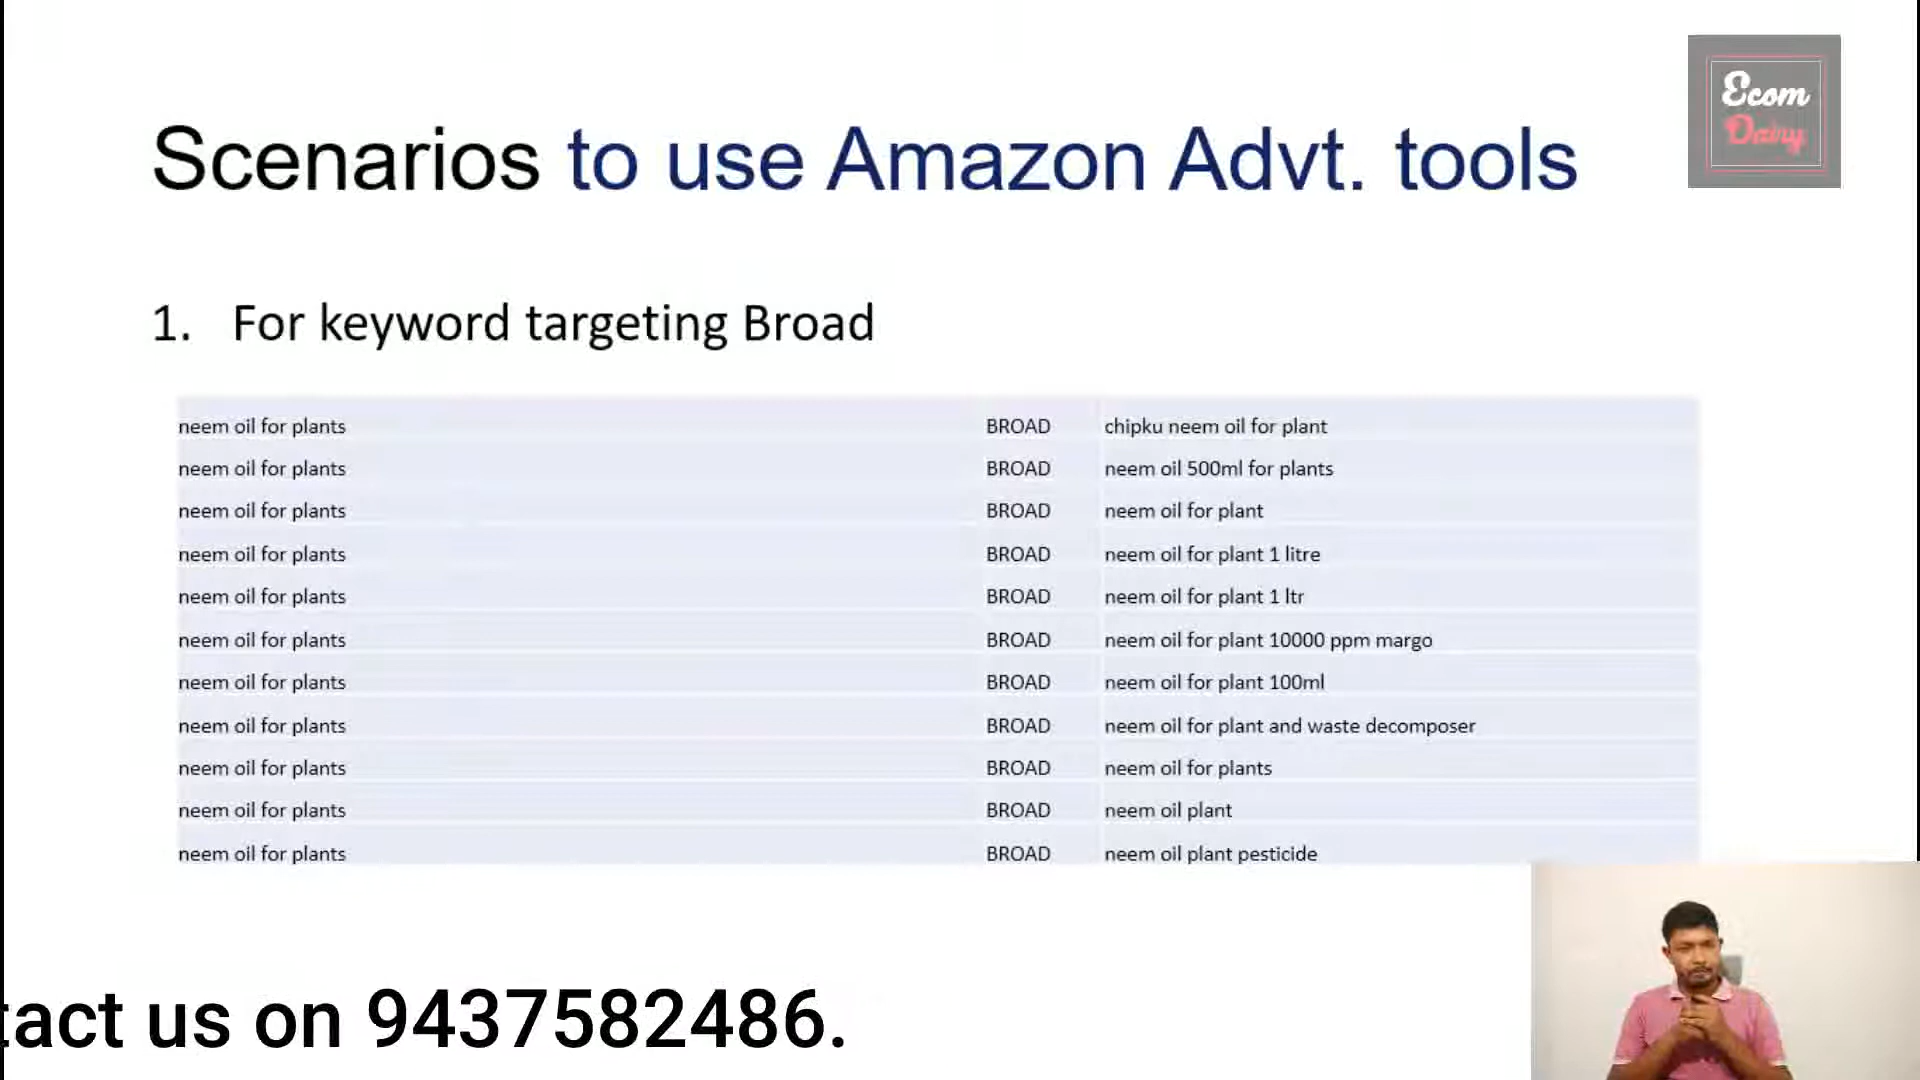 Ecom
Dairy
Scenarios to use Amazon Advt. tools
1. For keyword targeting Broad
neem oil for plants BROAD chipku neem oil for plant
neem oil for plants BROAD neem oil 500ml for plants
neem oil for plants BROAD neem oil for plant
neem oil for plants BROAD neem oil for plant 1 litre
neem oil for plants BROAD neem oil for plant 1 ltr
neem oil for plants BROAD neem oil for plant 10000 ppm margo
neem oil for plants BROAD neem oil for plant 100ml
neem oil for plants BROAD neem oil for plant and waste decomposer
neem oil for plants BROAD neem oil for plants
neem oil for plants BROAD neem oil plant
neem oil for plants BROAD neem oil plant pesticide
tact us on 9437582486.